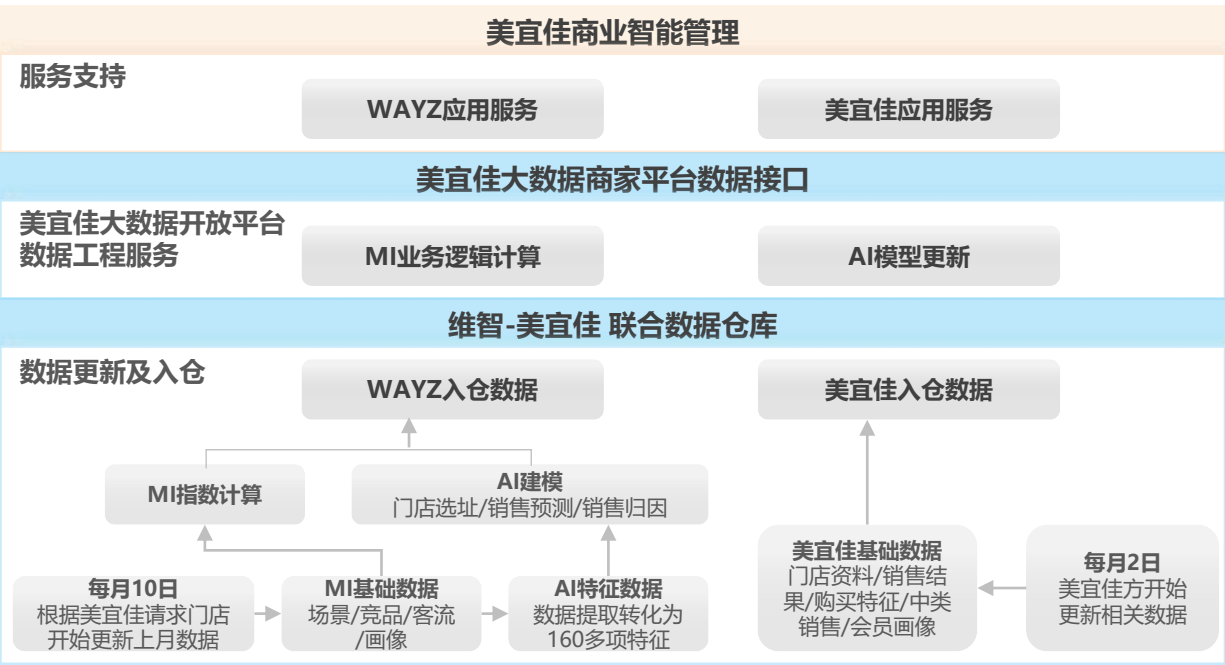 美宜佳商业智能管理
服务支持
WAYZ应用服务
美宜佳应用服务
美宜佳大数据商家平台数据接口
美宜佳大数据开放平台
数据工程服务
MI业务逻辑计算
AI模型更新
维智-美宜佳 联合数据仓库
数据更新及入仓
WAYZ入仓数据
美宜佳入仓数据
MI指数计算
AI建模
门店选址/销售预测/销售归因
每月10日
根据美宜佳请求门店
开始更新上月数据
MI基础数据
场景/竞品/客流
/画像
AI特征数据
数据提取转化为
160多项特征
美宜佳基础数据
门店资料/销售结
果/购买特征/中类
销售/会员画像
每月2日
美宜佳方开始
更新相关数据